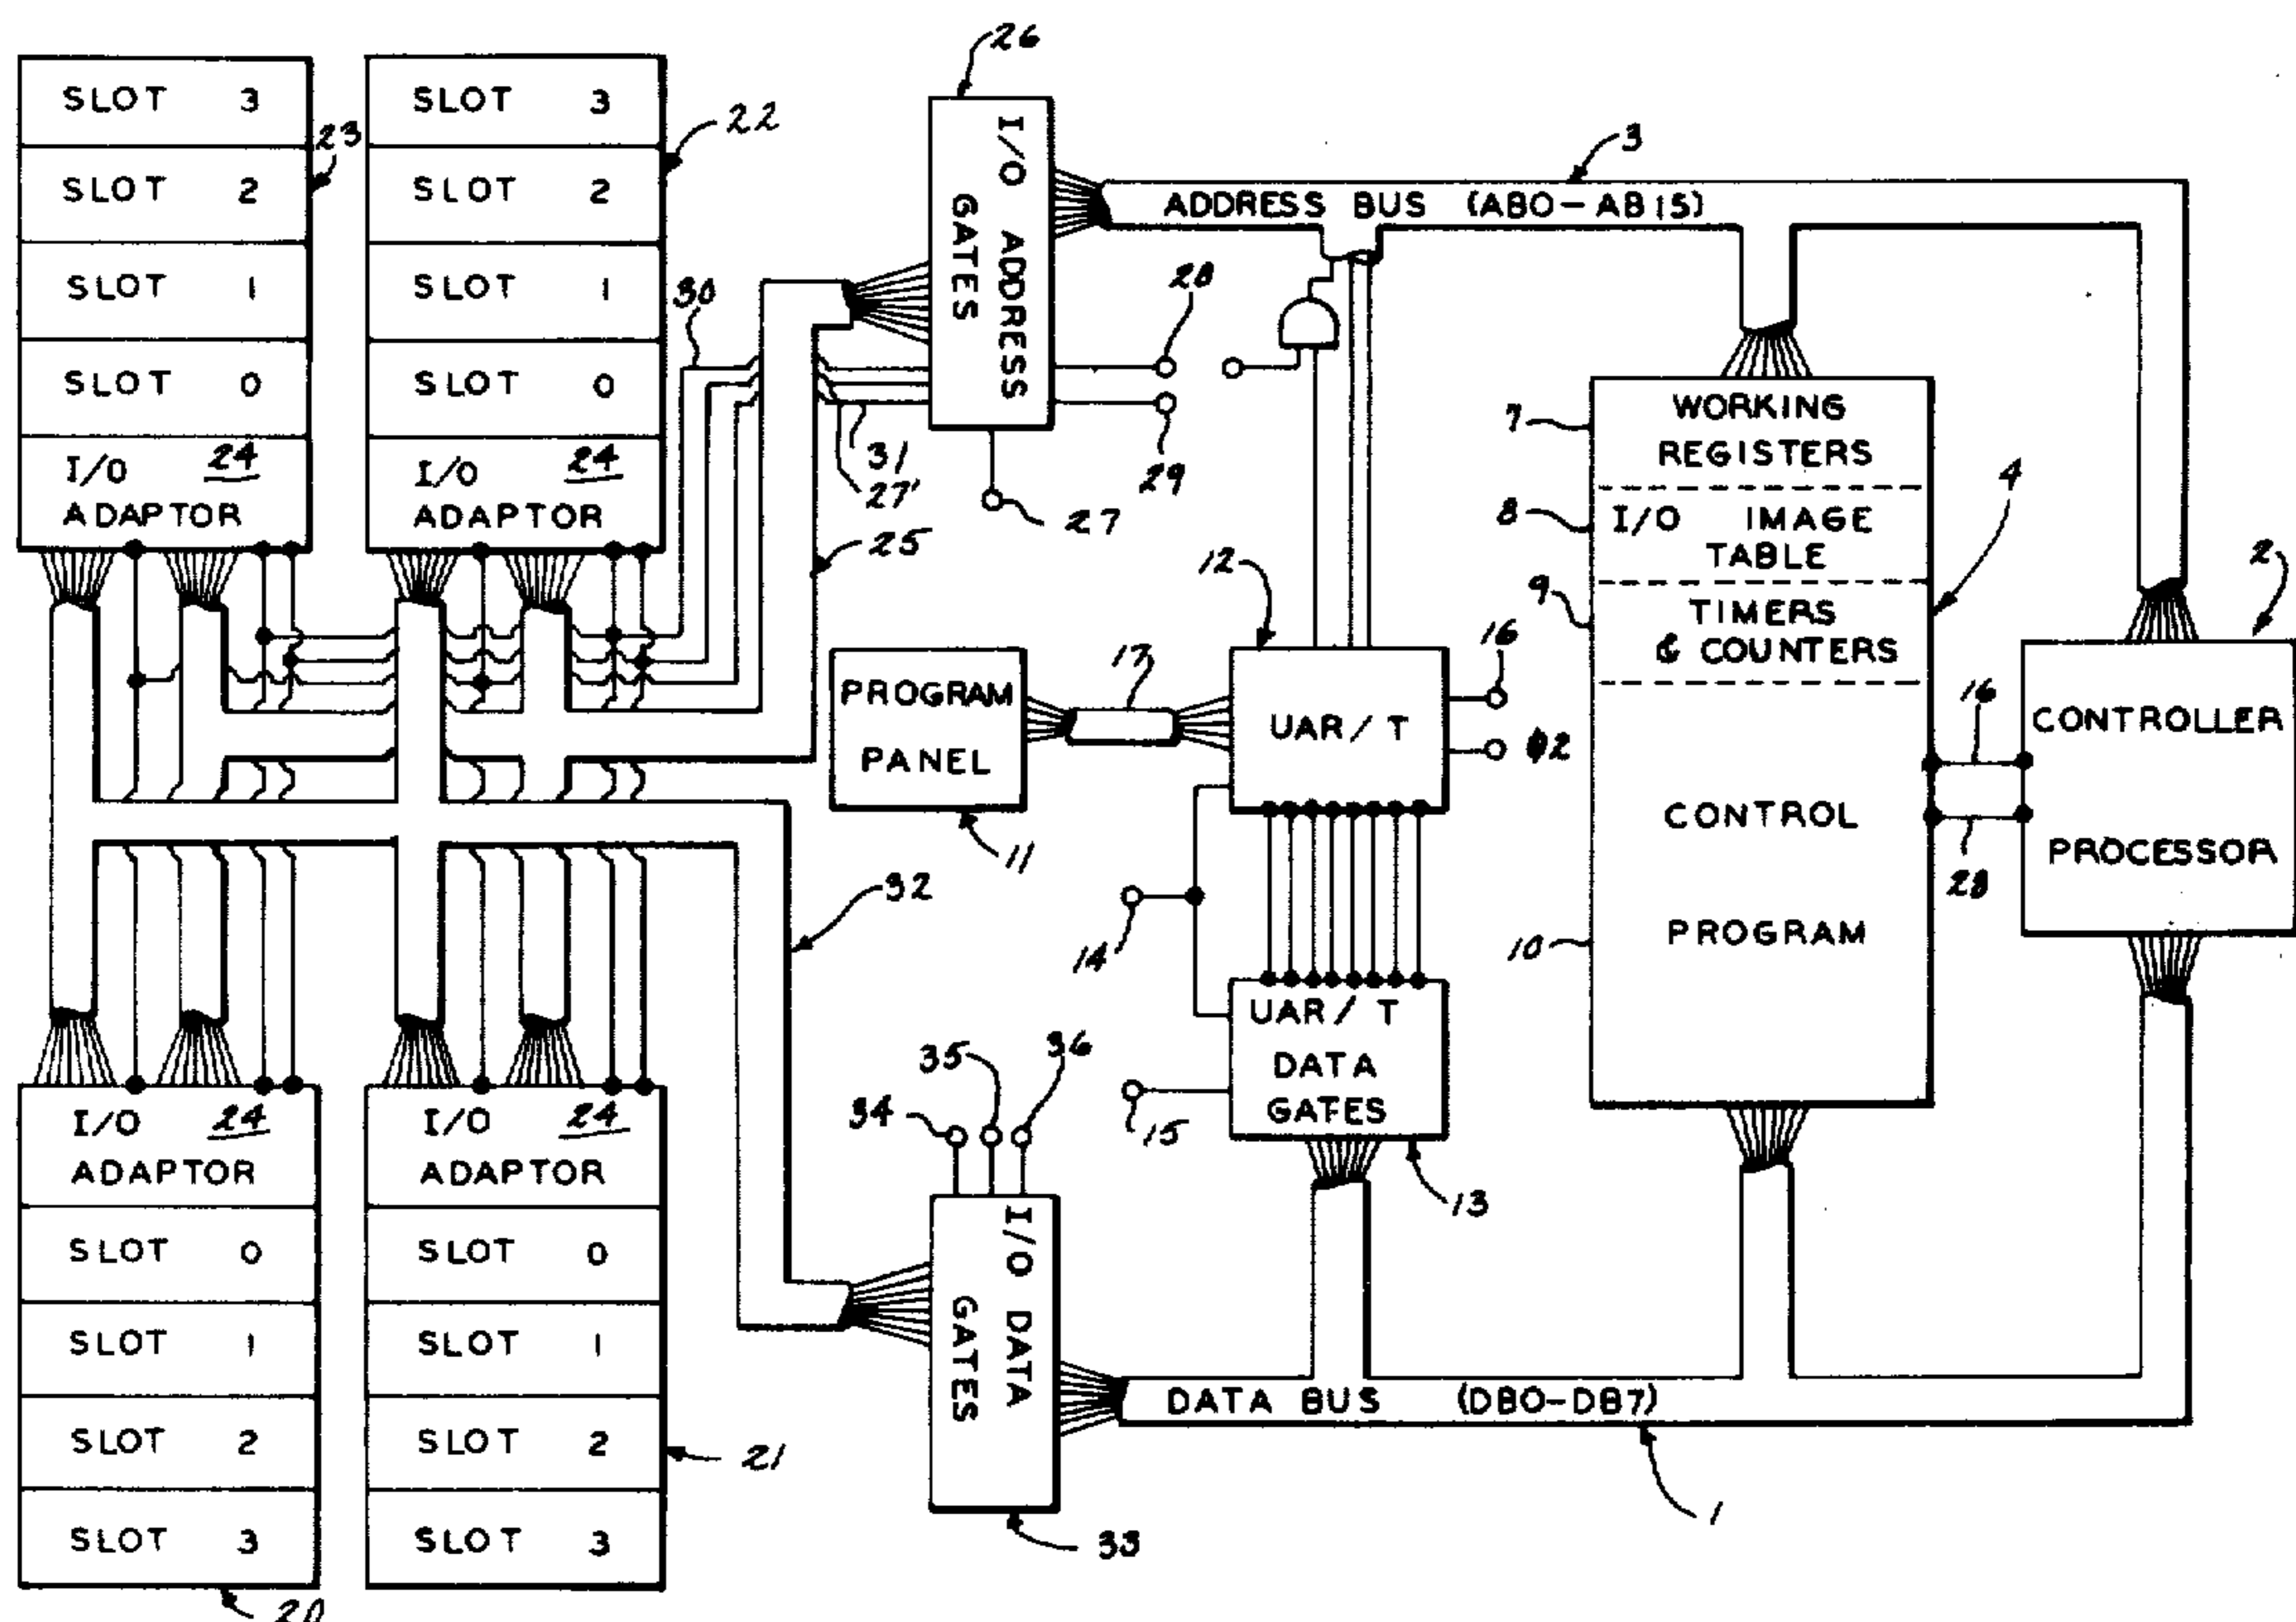 SLOT 3
SLOT 2
SLOT 1
SLOT 0
I/O 24
ADAPTOR
23
SLOT 3
SLOT 2
SLOT 1
SLOT 0
I/O 24
ADAPTOR
22
30
26
I/O ADDRESS
GATES
28
29
27
31
27'
25
3
ADDRESS BUS (AB0-AB15)
7
WORKING
REGISTERS
8
I/O IMAGE
TABLE
9
TIMERS
& COUNTERS
4
CONTROL
10
PROGRAM
2
16
28
CONTROLLER
PROCESSOR
12
16
17
PROGRAM
PANEL
11
UAR/T
φ2
14
UAR/T
DATA
GATES
15
13
32
34
35
36
I/O DATA
GATES
33
DATA BUS (DB0-DB7)
1
I/O 24
ADAPTOR
SLOT 0
SLOT 1
SLOT 2
SLOT 3
20
I/O 24
ADAPTOR
SLOT 0
SLOT 1
SLOT 2
SLOT 3
21